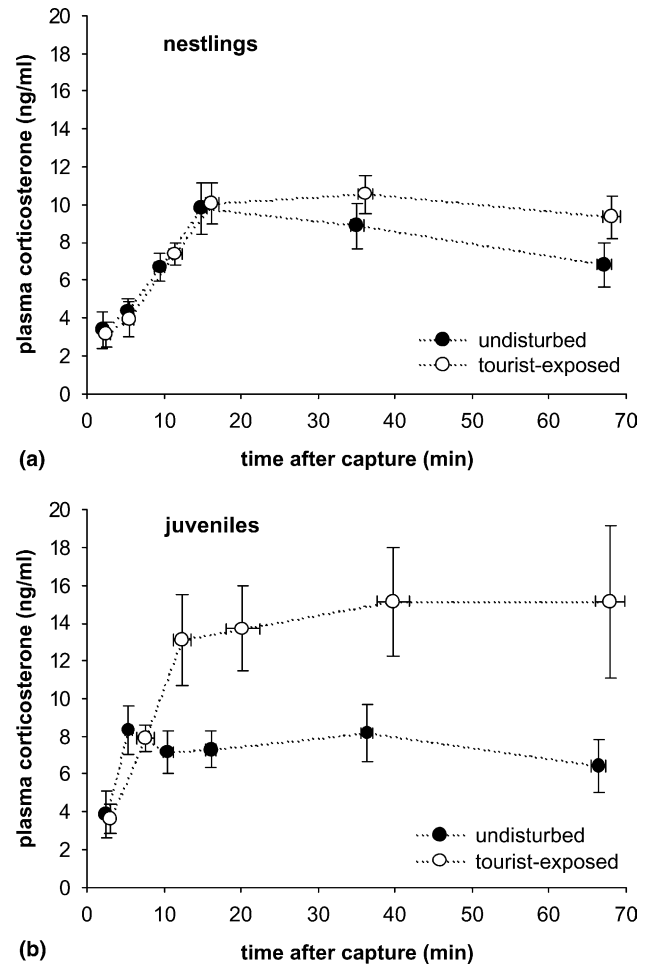 nestlings
plasma corticosterone (ng/ml)
20
18
16
14
12
10
8
6
4
2
0
undisturbed
tourist-exposed
0 10 20 30 40 50 60 70
(a) time after capture (min)
juveniles
plasma corticosterone (ng/ml)
20
18
16
14
12
10
8
6
4
2
0
undisturbed
tourist-exposed
0 10 20 30 40 50 60 70
(b) time after capture (min)